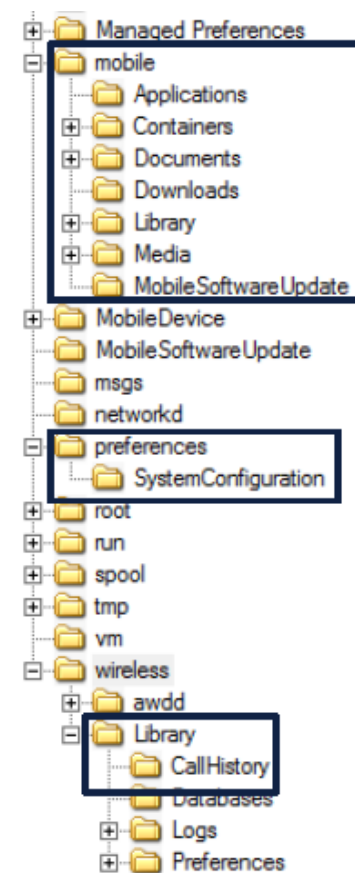 Managed Preferences
mobile
Applications
Containers
Documents
Downloads
Library
Media
MobileSoftwareUpdate
MobileDevice
MobileSoftwareUpdate
msgs
networkd
preferences
SystemConfiguration
root
run
spool
tmp
vm
wireless
awdd
Library
CallHistory
Databases
Logs
Preferences